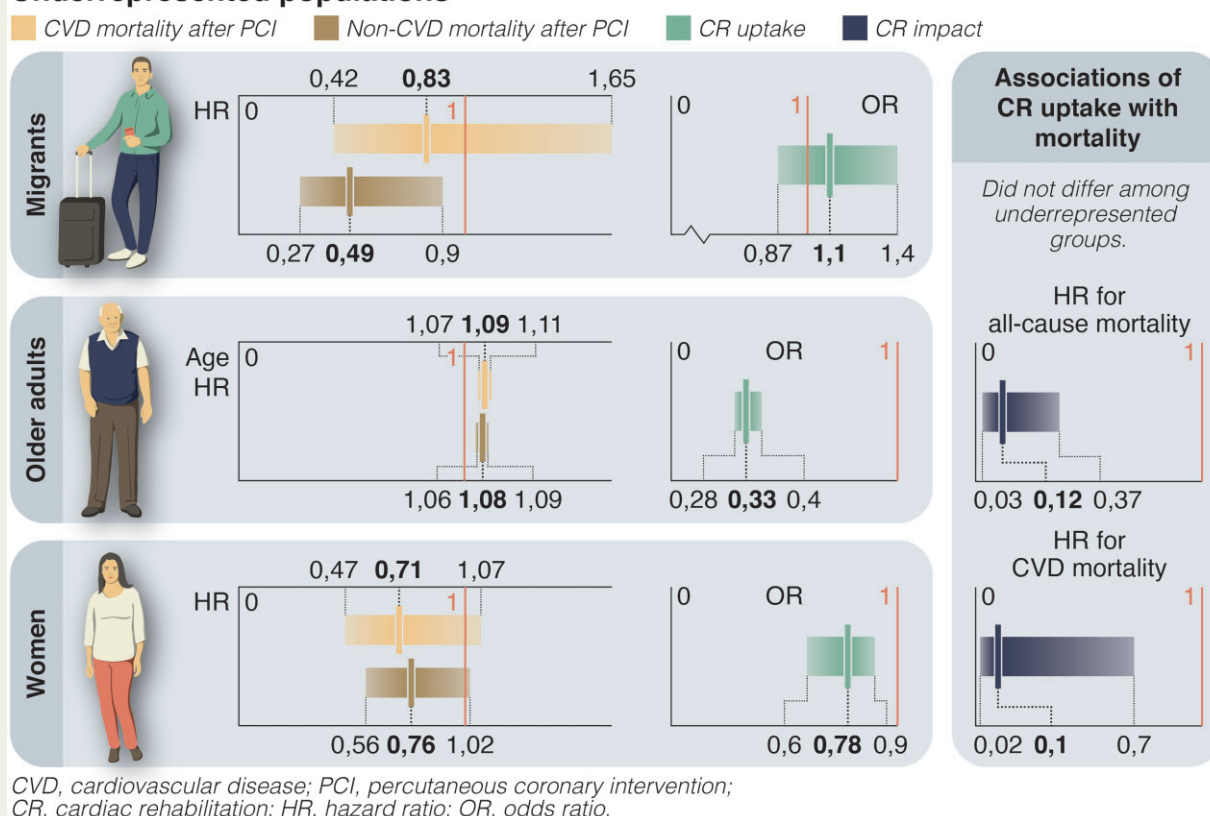 Underrepresented populations
CVD mortality after PCI Non-CVD mortality after PCI CR uptake CR impact
Migrants
HR
0,42 0,83 1,65
0 1
0,27 0,49 0,9
0 1 OR
0,87 1,1 1,4
Older adults
Age
HR
1,07 1,09 1,11
0 1
1,06 1,08 1,09
0 OR 1
0,28 0,33 0,4
Women
HR
0,47 0,71 1,07
0 1
0,56 0,76 1,02
0 OR 1
0,6 0,78 0,9
Associations of
CR uptake with
mortality
Did not differ among
underrepresented
groups.
HR for
all-cause mortality
0 1
0,03 0,12 0,37
HR for
CVD mortality
0 1
0,02 0,1 0,7
CVD, cardiovascular disease; PCI, percutaneous coronary intervention;
CR, cardiac rehabilitation; HR, hazard ratio; OR, odds ratio.